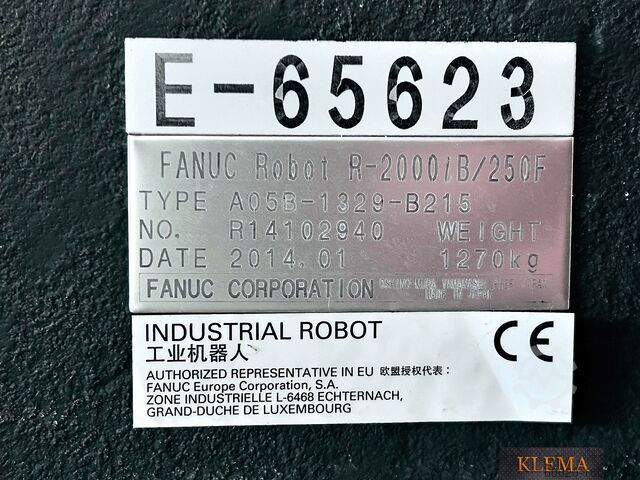 E-65623
FANUC Robot R-2000iB/250F
TYPE A05B-1329-B215
NO. R14102940 WEIGHT
DATE 2014.01 1270kg
FANUC CORPORATION
MADE IN JAPAN
INDUSTRIAL ROBOT
工业机器人
AUTHORIZED REPRESENTATIVE IN EU 欧盟授权代表:
FANUC Europe Corporation, S.A.
ZONE INDUSTRIELLE L-6468 ECHTERNACH,
GRAND-DUCHE DE LUXEMBOURG
CE
KLEMA